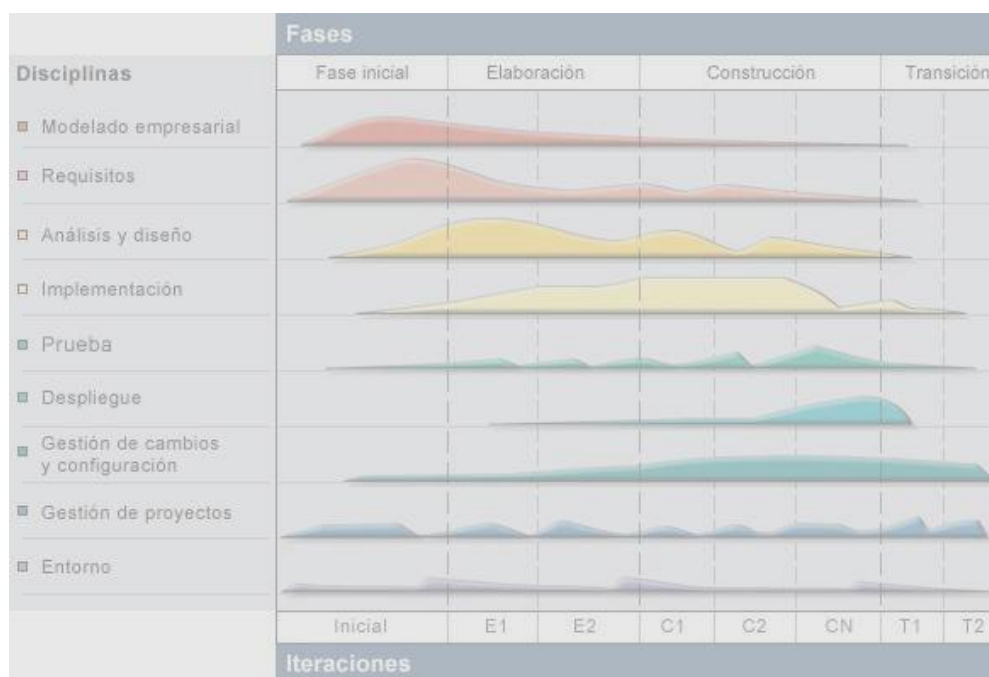 Fases
Disciplinas
Fase inicial Elaboración Construcción Transición
Modelado empresarial
Requisitos
Análisis y diseño
Implementación
Prueba
Despliegue
Gestión de cambios
y configuración
Gestión de proyectos
Entorno
Inicial E1 E2 C1 C2 CN T1 T2
Iteraciones